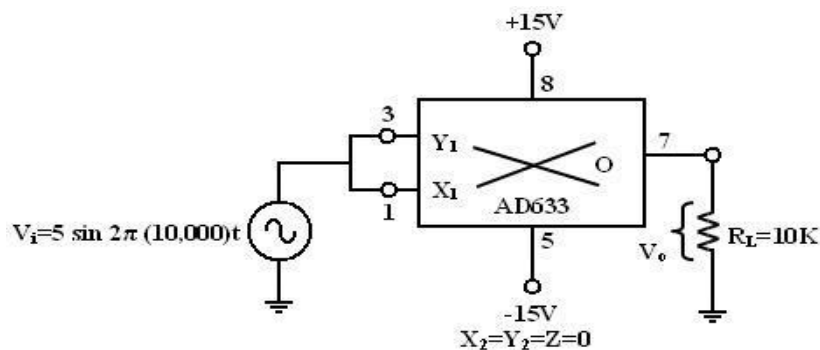 +15V
8
3
Y₁
7
O
X₁
1
AD633
5
Vᵢ=5 sin 2π (10,000)t
Vₒ
R_L=10K
-15V
X₂=Y₂=Z=0